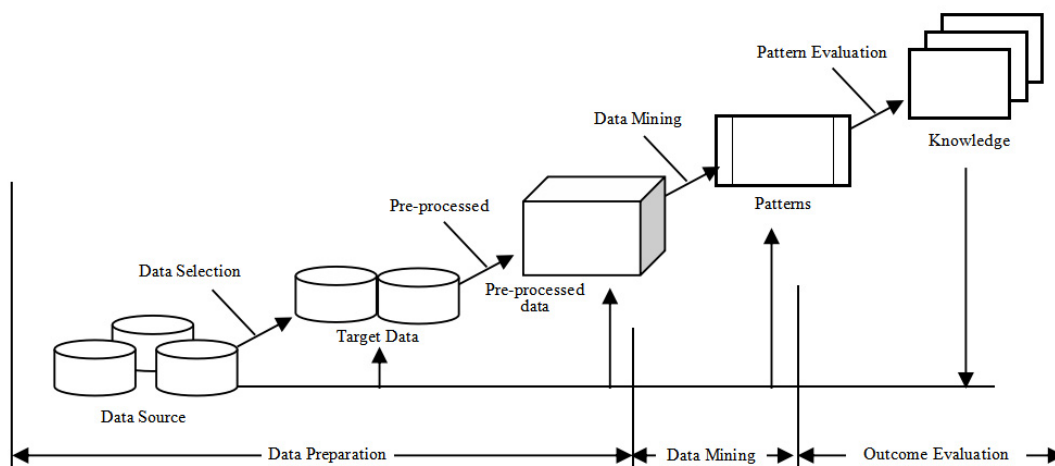 Pattern Evaluation
Knowledge
Data Mining
Patterns
Pre-processed
Pre-processed
data
Data Selection
Target Data
Data Source
Data Preparation
Data Mining
Outcome Evaluation